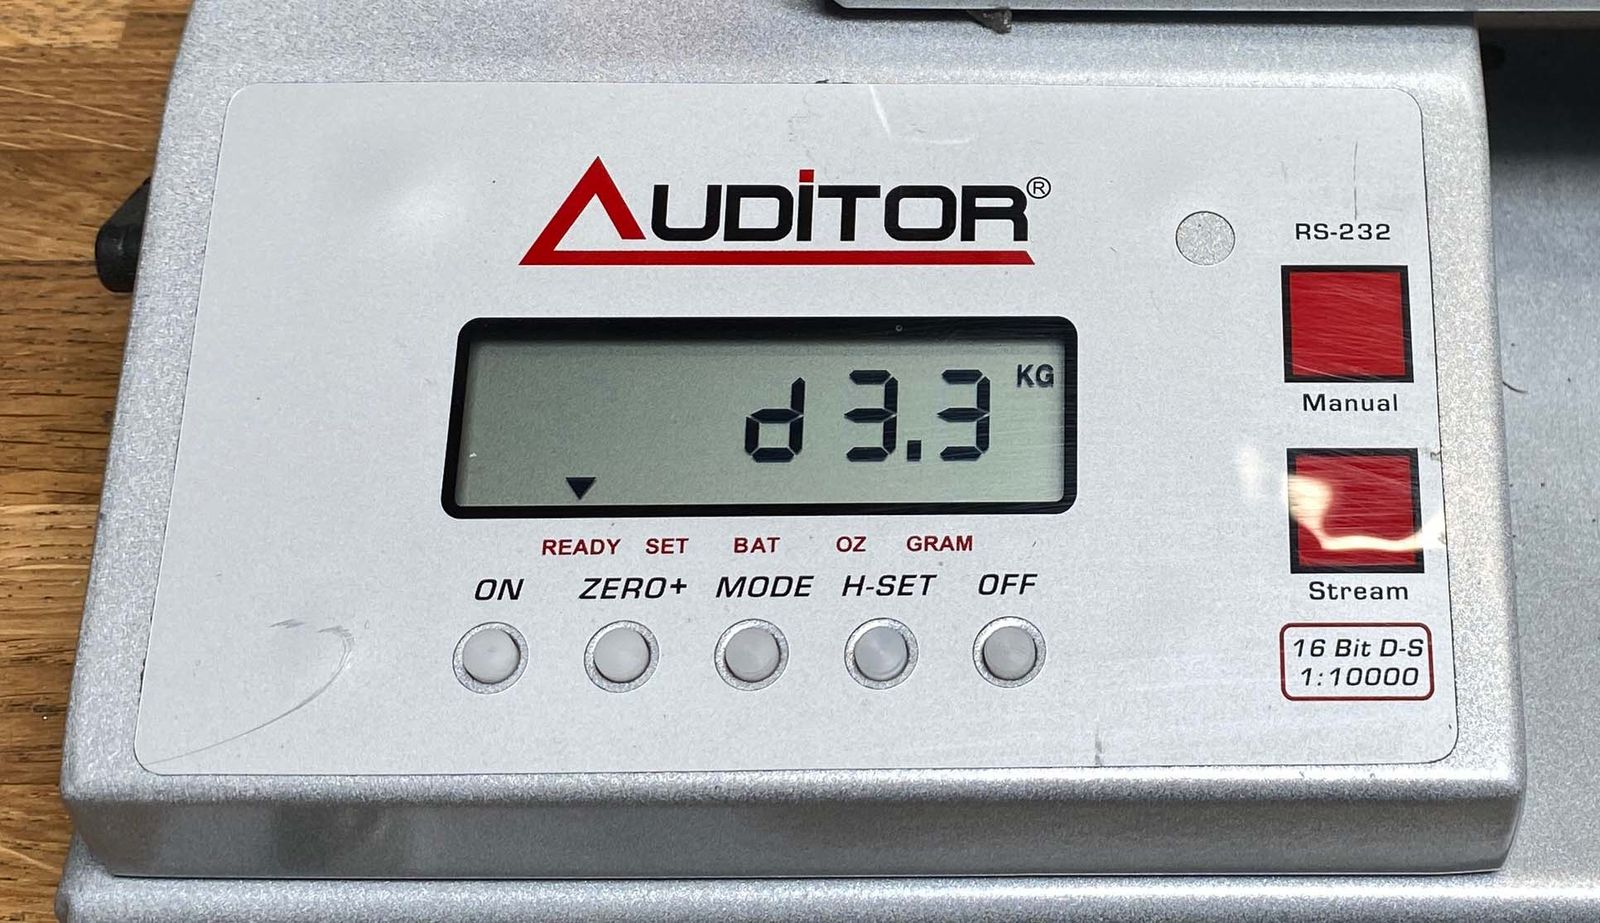 AUDiTOR®
RS-232
Manual
d3.3 KG
READY SET BAT OZ GRAM
ON ZERO+ MODE H-SET OFF
Stream
16 Bit D-S
1:10000